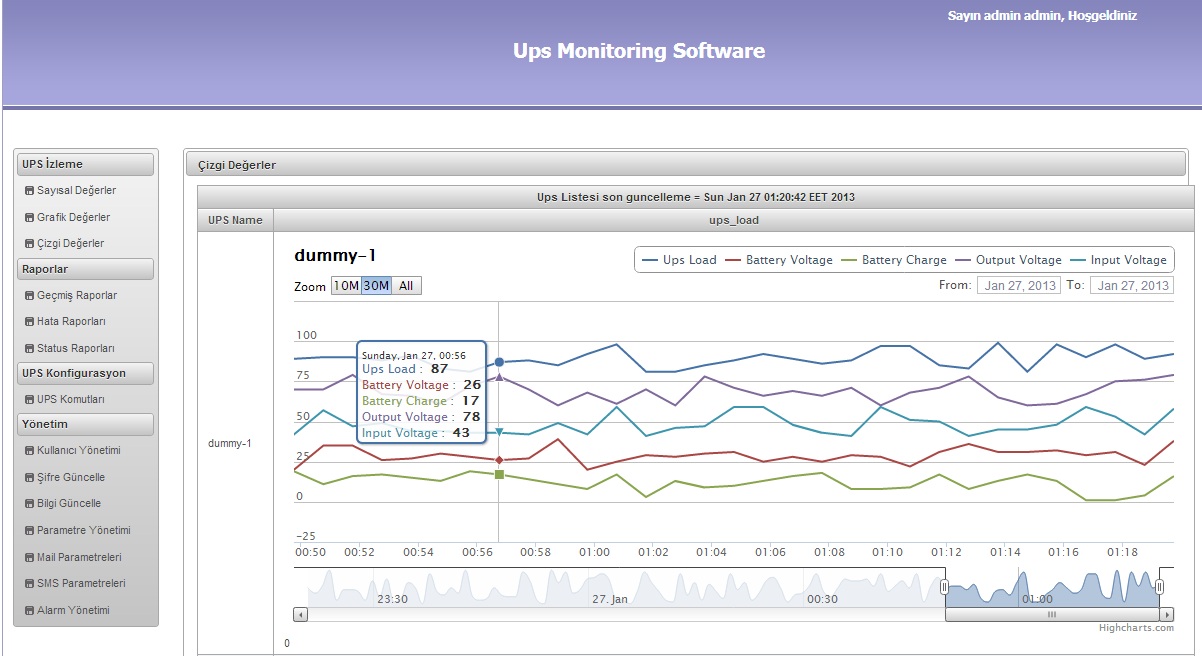 Sayın admin admin, Hoşgeldiniz
Ups Monitoring Software
UPS İzleme
Sayısal Değerler
Grafik Değerler
Çizgi Değerler
Raporlar
Geçmiş Raporlar
Hata Raporları
Status Raporları
UPS Konfigurasyon
UPS Komutları
Yönetim
Kullanıcı Yönetimi
Şifre Güncelle
Bilgi Güncelle
Parametre Yönetimi
Mail Parametreleri
SMS Parametreleri
Alarm Yönetimi
Çizgi Değerler
Ups Listesi son guncelleme = Sun Jan 27 01:20:42 EET 2013
UPS Name ups_load
dummy-1
dummy-1
Ups Load Battery Voltage Battery Charge Output Voltage Input Voltage
Zoom 10M 30M All
From: Jan 27, 2013 To: Jan 27, 2013
100
75
50
25
0
-25
Sunday, Jan 27, 00:56
Ups Load : 87
Battery Voltage : 26
Battery Charge : 17
Output Voltage : 78
Input Voltage : 43
00:50 00:52 00:54 00:56 00:58 01:00 01:02 01:04 01:06 01:08 01:10 01:12 01:14 01:16 01:18
23:30 27. Jan 00:30 01:00
Highcharts.com
0